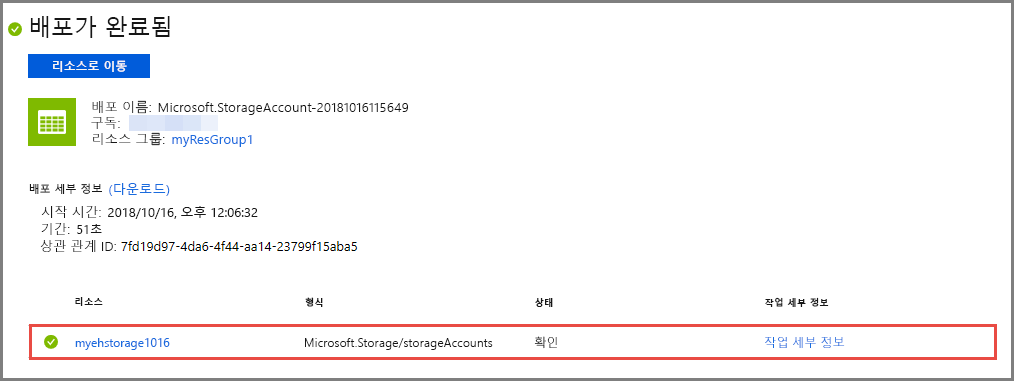 배포가 완료됨
리소스로 이동
배포 이름: Microsoft.StorageAccount-20181016115649
구독:
리소스 그룹: myResGroup1
배포 세부 정보 (다운로드)
시작 시간: 2018/10/16, 오후 12:06:32
기간: 51초
상관 관계 ID: 7fd19d97-4da6-4f44-aa14-23799f15aba5
리소스 형식 상태 작업 세부 정보
myehstorage1016 Microsoft.Storage/storageAccounts 확인 작업 세부 정보